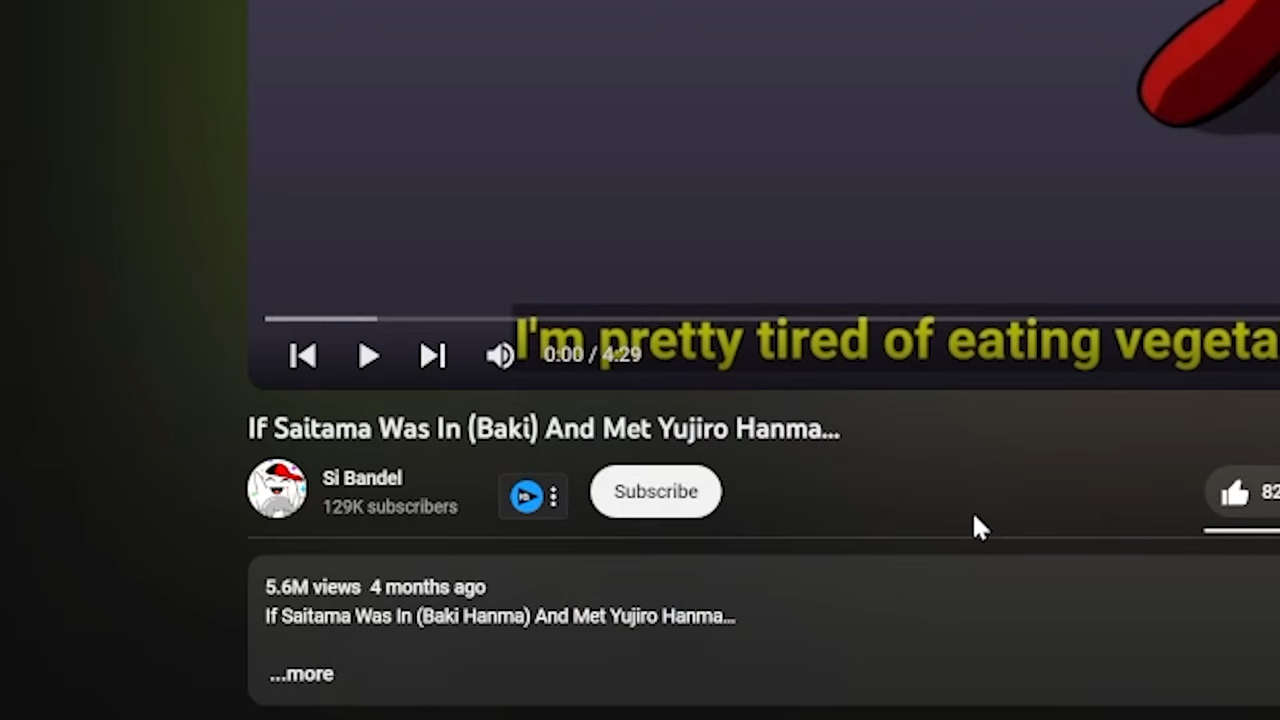 I'm pretty tired of eating vegeta
0:00 / 4:29
If Saitama Was In (Baki) And Met Yujiro Hanma...
Si Bandel
129K subscribers
Subscribe
82
5.6M views 4 months ago
If Saitama Was In (Baki Hanma) And Met Yujiro Hanma...
...more